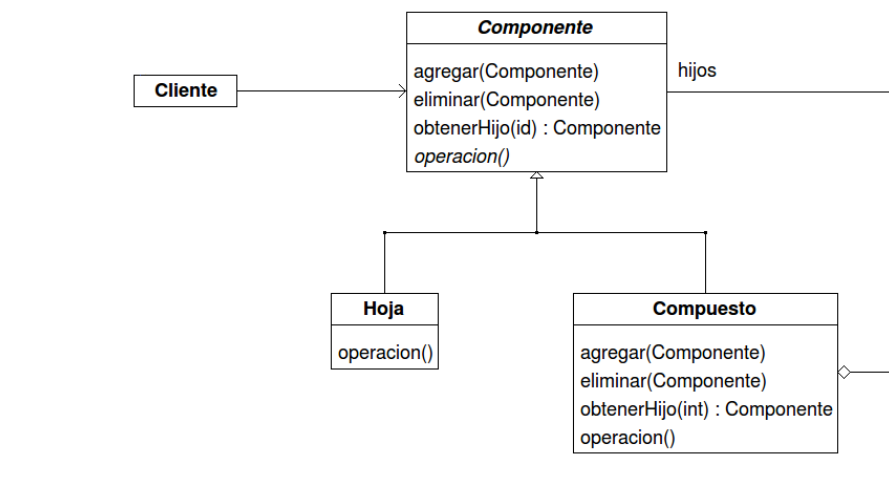 Componente
agregar(Componente)
eliminar(Componente)
obtenerHijo(id) : Componente
operacion()
hijos
Cliente
Hoja
operacion()
Compuesto
agregar(Componente)
eliminar(Componente)
obtenerHijo(int) : Componente
operacion()